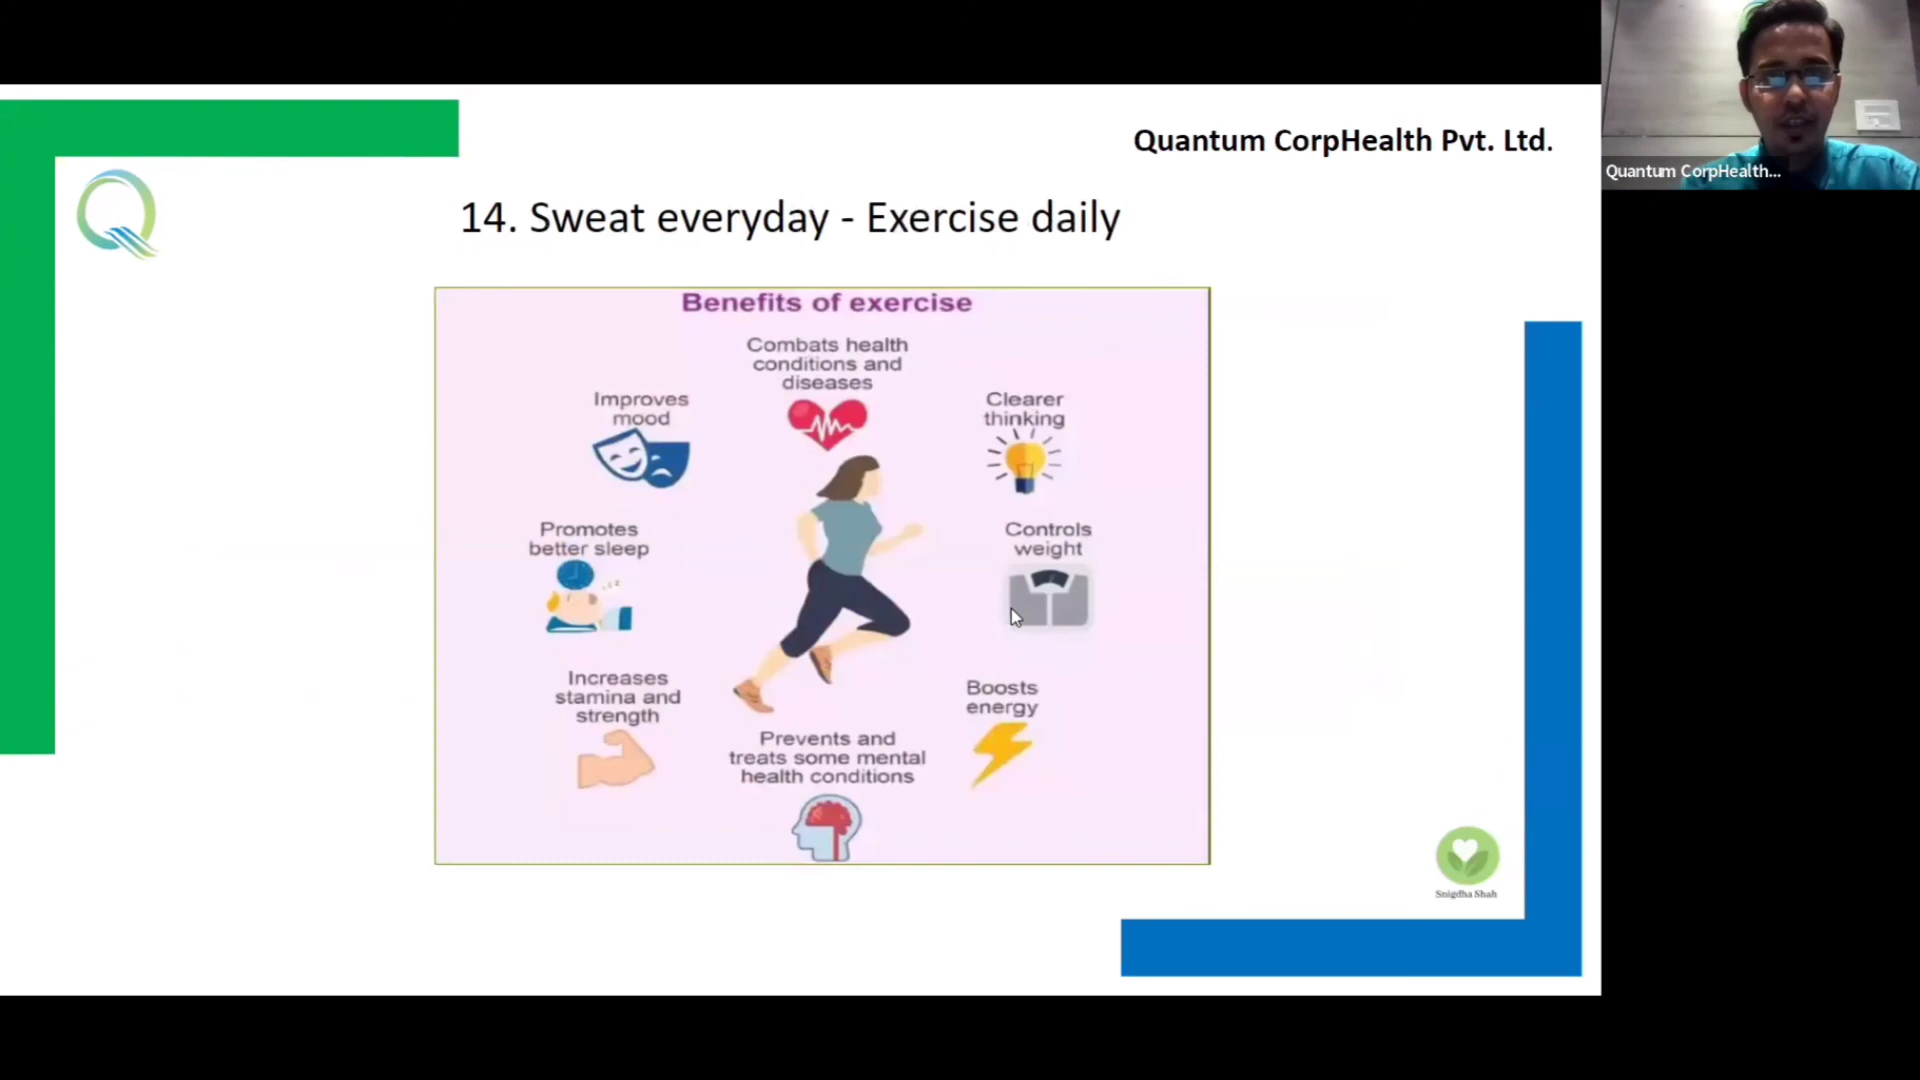 Quantum CorpHealth Pvt. Ltd.
Quantum CorpHealth...
14. Sweat everyday - Exercise daily
Benefits of exercise
Combats health
conditions and
diseases
Improves
mood
Clearer
thinking
Promotes
better sleep
Controls
weight
Increases
stamina and
strength
Boosts
energy
Prevents and
treats some mental
health conditions
Snigdha Shah